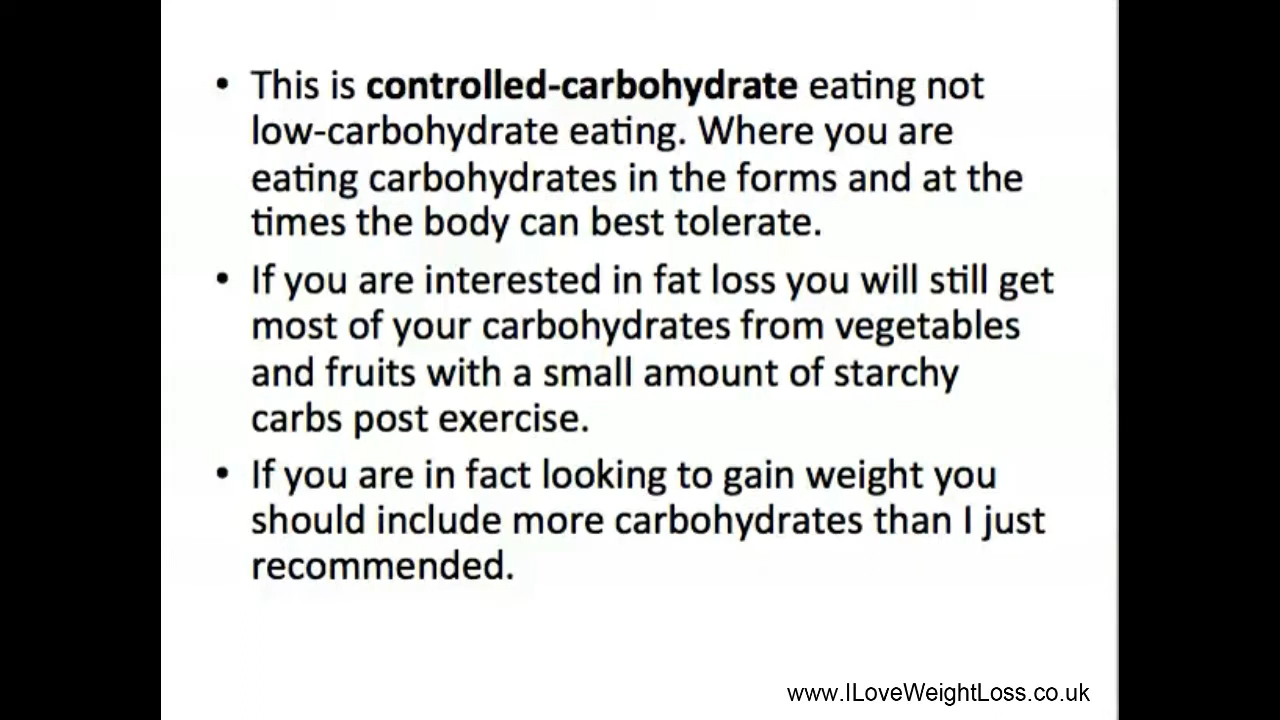 • This is controlled-carbohydrate eating not
low-carbohydrate eating. Where you are
eating carbohydrates in the forms and at the
times the body can best tolerate.
• If you are interested in fat loss you will still get
most of your carbohydrates from vegetables
and fruits with a small amount of starchy
carbs post exercise.
• If you are in fact looking to gain weight you
should include more carbohydrates than I just
recommended.
www.ILoveWeightLoss.co.uk